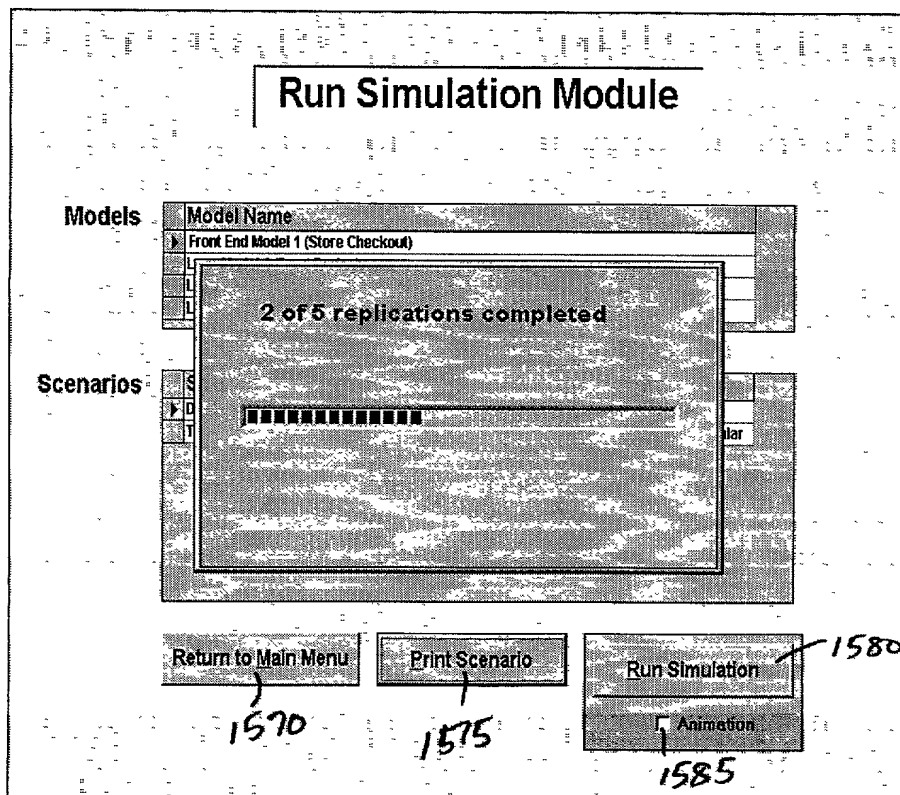 Run Simulation Module
Models
Model Name
Front End Model 1 (Store Checkout)
L
L
L
2 of 5 replications completed
Scenarios
S
D
T
Return to Main Menu
Print Scenario
Run Simulation
Animation
1570
1575
1580
1585